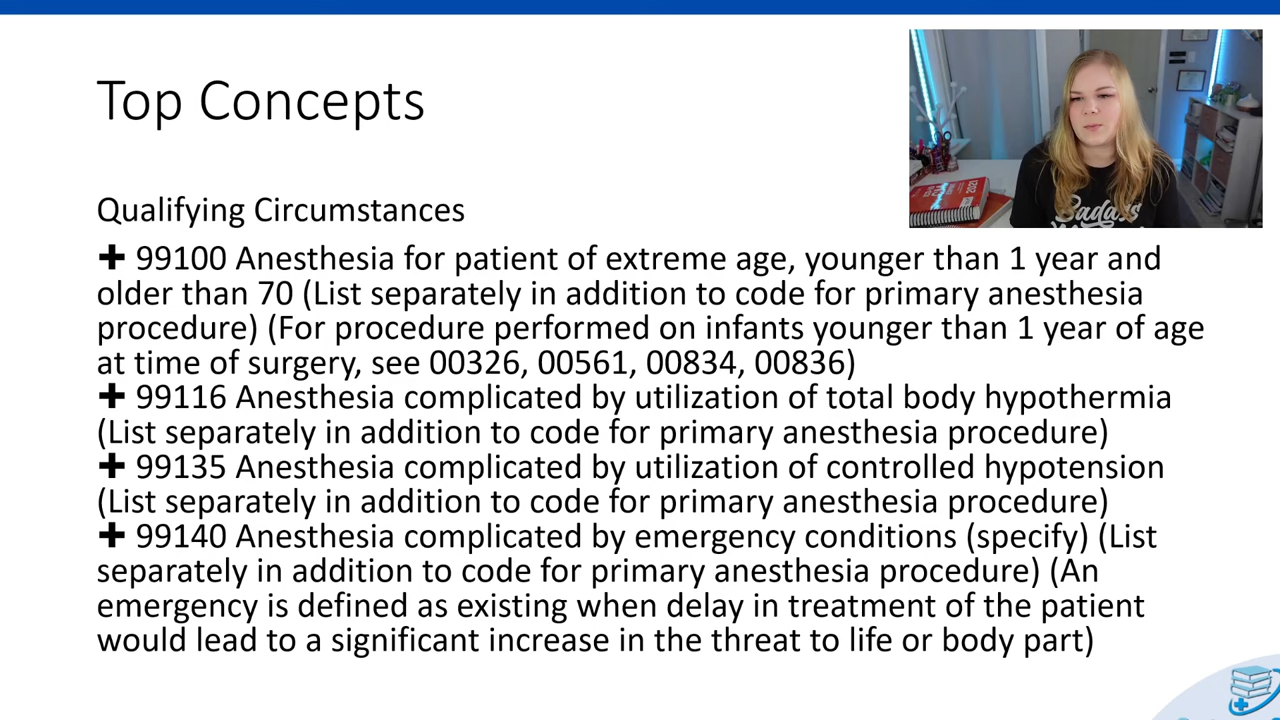 Top Concepts
Qualifying Circumstances
✚ 99100 Anesthesia for patient of extreme age, younger than 1 year and
older than 70 (List separately in addition to code for primary anesthesia
procedure) (For procedure performed on infants younger than 1 year of age
at time of surgery, see 00326, 00561, 00834, 00836)
✚ 99116 Anesthesia complicated by utilization of total body hypothermia
(List separately in addition to code for primary anesthesia procedure)
✚ 99135 Anesthesia complicated by utilization of controlled hypotension
(List separately in addition to code for primary anesthesia procedure)
✚ 99140 Anesthesia complicated by emergency conditions (specify) (List
separately in addition to code for primary anesthesia procedure) (An
emergency is defined as existing when delay in treatment of the patient
would lead to a significant increase in the threat to life or body part)
Badass